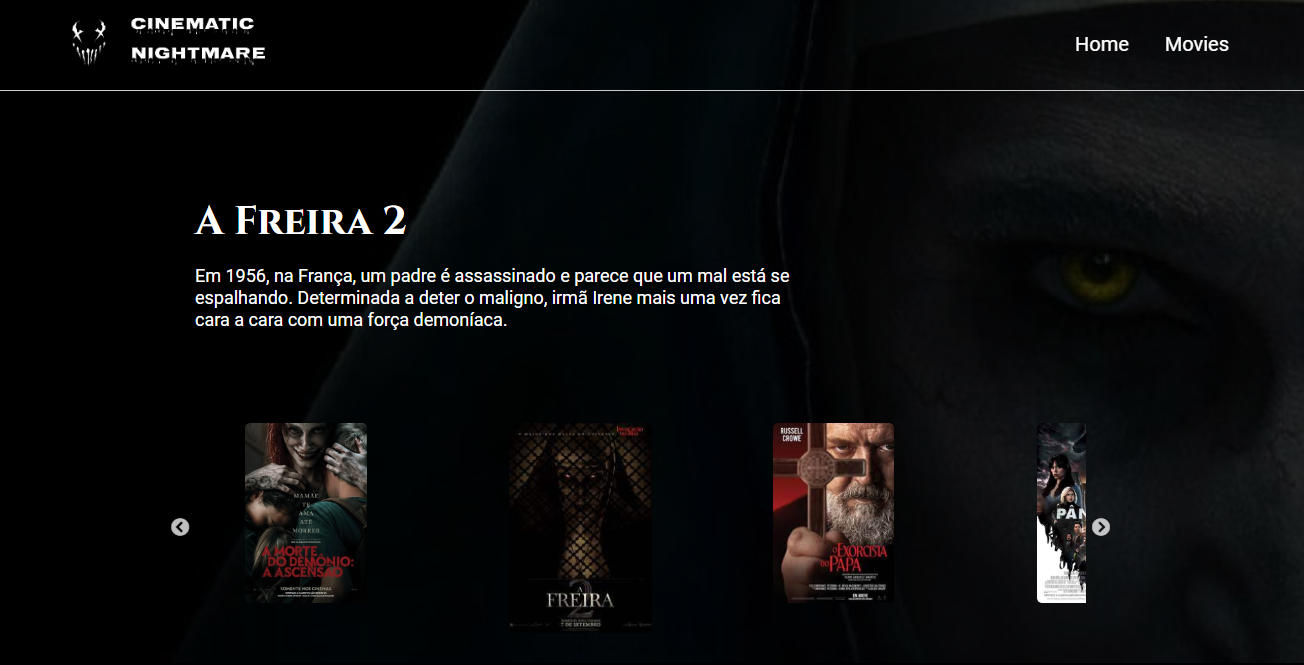 CINEMATIC
NIGHTMARE
Home Movies
A Freira 2
Em 1956, na França, um padre é assassinado e parece que um mal está se
espalhando. Determinada a deter o maligno, irmã Irene mais uma vez fica
cara a cara com uma força demoníaca.
MAMÃE
TE
AMA
ATÉ
MORRER
A MORTE
DO DEMÔNIO:
A ASCENSÃO
SOMENTE NOS CINEMAS
A
FREIRA
2
7 DE SETEMBRO
RUSSELL
CROWE
O EXORCISTA
DO PAPA
EM BREVE
PÂN